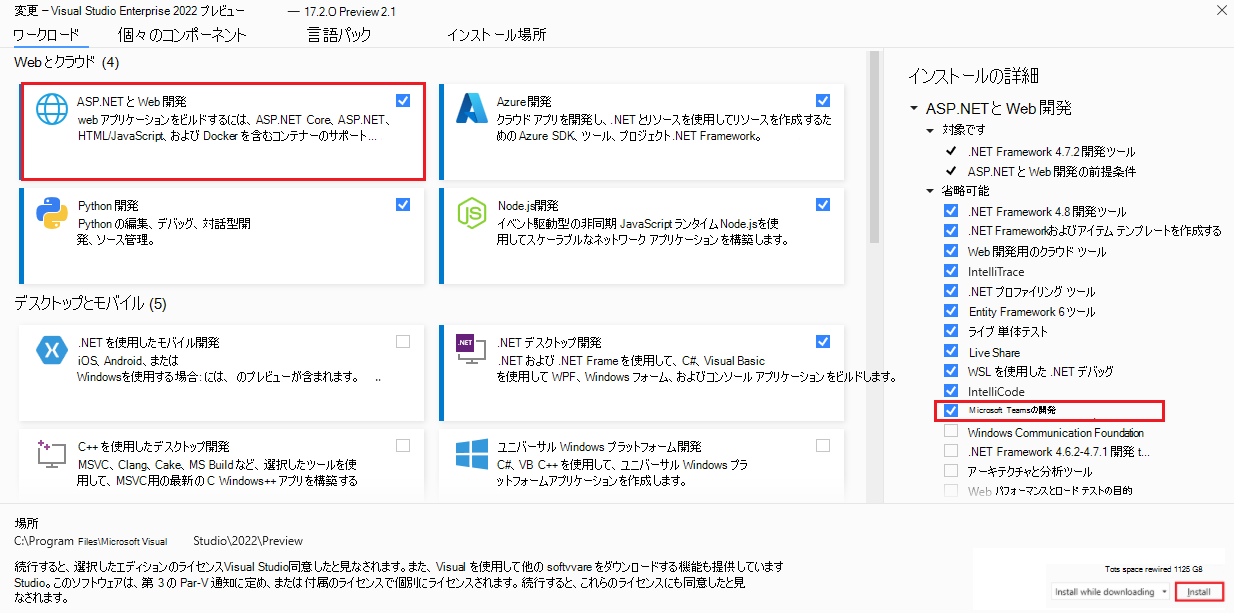 変更 – Visual Studio Enterprise 2022 プレビュー — 17.2.O Preview 2.1
ワークロード 個々のコンポーネント 言語パック インストール場所
Webとクラウド (4)
ASP.NETと Web 開発
web アプリケーションをビルドするには、ASP.NET Core、ASP.NET、
HTML/JavaScript、および Docker を含むコンテナーのサポート...
Azure開発
クラウド アプリを開発し、.NET とリソースを使用してリソースを作成するた
めの Azure SDK、ツール、プロジェクト .NET Framework。
Python 開発
Python の編集、デバッグ、対話型開
発、ソース管理。
Node.js開発
イベント駆動型の非同期 JavaScript ランタイム Node.jsを使
用してスケーラブルなネットワーク アプリケーションを構築します。
デスクトップとモバイル (5)
.NET を使用したモバイル開発
iOS、Android、または
Windowsを使用する場合: には、のプレビューが含まれます。 ..
.NET デスクトップ開発
.NET および .NET Frame を使用して、C#、Visual Basic
を使用して WPF、Windows フォーム、およびコンソール アプリケーションをビルドします。
C++ を使用したデスクトップ開発
MSVC、Clang、Cake、MS Build など、選択したツールを使
用して、MSVC用の最新の C Windows++ アプリを構築する
ユニバーサル Windows プラットフォーム開発
C#、VB C++ を使用して、ユニバーサル Windows プラ
ットフォームアプリケーションを作成します。
インストールの詳細
ASP.NETと Web 開発
対象です
.NET Framework 4.7.2 開発ツール
ASP.NETと Web 開発の前提条件
省略可能
.NET Framework 4.8 開発ツール
.NET Frameworkおよびアイテム テンプレートを作成する
Web 開発用のクラウド ツール
IntelliTrace
.NET プロファイリング ツール
Entity Framework 6 ツール
ライブ 単体テスト
Live Share
WSL を使用した .NET デバッグ
IntelliCode
Microsoft Teamsの開発
Windows Communication Foundation
.NET Framework 4.6.2-4.7.1 開発 t...
アーキテクチャと分析ツール
Web パフォーマンスとロード テストの目的
場所
C:\Program Files\Microsoft Visual Studio\2022\Preview
続行すると、選択したエディションのライセンスVisual Studio同意したと見なされます。また、Visual を使用して他の softvvare をダウンロードする機能も提供しています
Studio。このソフトウェアは、第 3 の Par-V 通知に定め、または 付属のライセンスで個別にライセンスされます。続行すると、これらのライセンスにも同意したと見
なされます。
Tots space rewired 1125 G8
Install while downloading Install